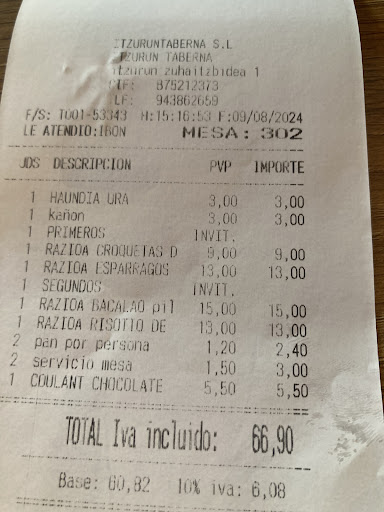 ITZURUNTABERNA S.L
ITZURUN TABERNA
itzurun zuhaitzbidea 1
CIF: B75212373
LF: 943862659
F/S: T001-53343 H:15:16:53 F:09/08/2024
LE ATENDIO:IBON MESA: 302
UDS DESCRIPCION PVP IMPORTE
1 HAUNDIA URA 3,00 3,00
1 kañon 3,00 3,00
1 PRIMEROS INVIT.
1 RAZIOA CROQUETAS D 9,00 9,00
1 RAZIOA ESPARRAGOS 13,00 13,00
1 SEGUNDOS INVIT.
1 RAZIOA BACALAO pil 15,00 15,00
1 RAZIOA RISOTTO DE 13,00 13,00
2 pan por persona 1,20 2,40
2 servicio mesa 1,50 3,00
1 COULANT CHOCOLATE 5,50 5,50
TOTAL Iva incluido: 66,90
Base: 60,82 10% iva: 6,08